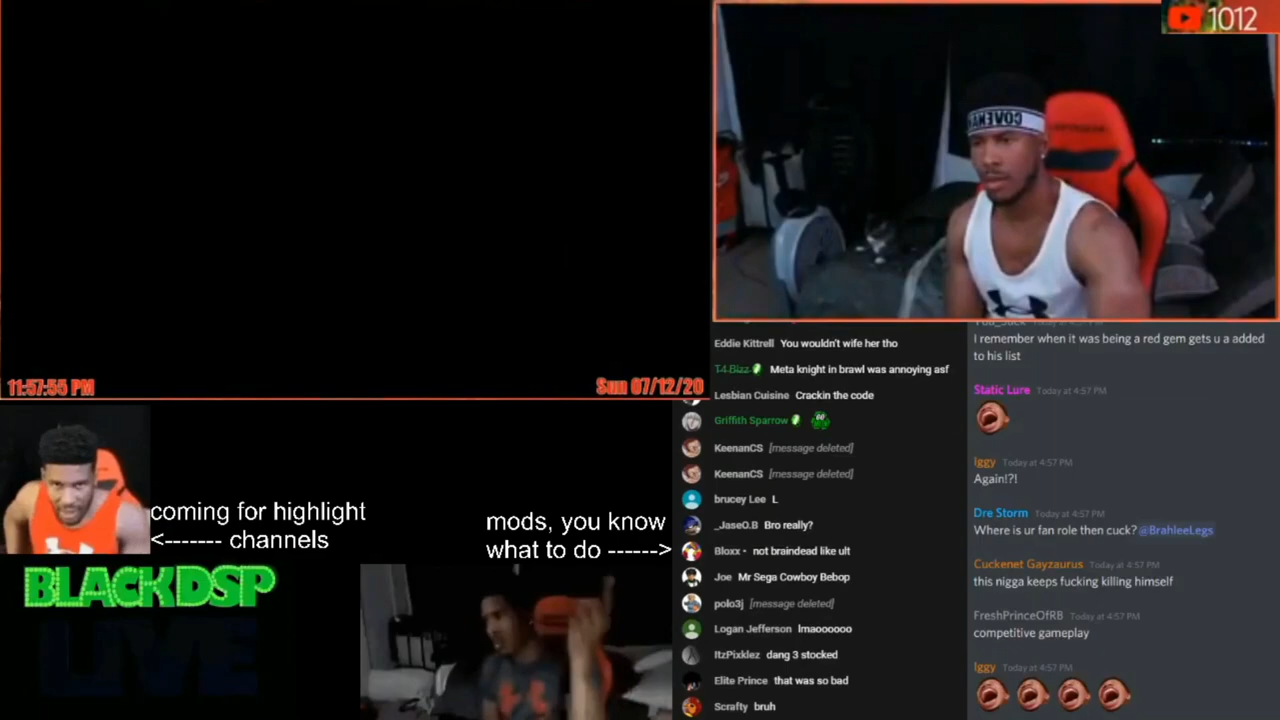 1012
COVENA
11:57:55 PM
Sun 07/12/20
coming for highlight
<------- channels
mods, you know
what to do ------>
BLACKDSP
LIVE
Eddie Kittrell You wouldn't wife her tho
T4 Bizz Meta knight in brawl was annoying asf
Lesbian Cuisine Crackin the code
Griffith Sparrow
KeenanCS [message deleted]
KeenanCS [message deleted]
brucey Lee L
_JaseO.B Bro really?
Bloxx • not braindead like ult
Joe Mr Sega Cowboy Bebop
polo3j [message deleted]
Logan Jefferson lmaoooooo
ItzPixklez dang 3 stocked
Elite Prince that was so bad
Scrafty bruh
I remember when it was being a red gem gets u a added
to his list
Static Lure Today at 4:57 PM
Iggy Today at 4:57 PM
Again!?!
Dre Storm Today at 4:57 PM
Where is ur fan role then cuck? @BrahleeLegs
Cuckenet Gayzaurus Today at 4:57 PM
this nigga keeps fucking killing himself
FreshPrinceOfRB Today at 4:57 PM
competitive gameplay
Iggy Today at 4:57 PM